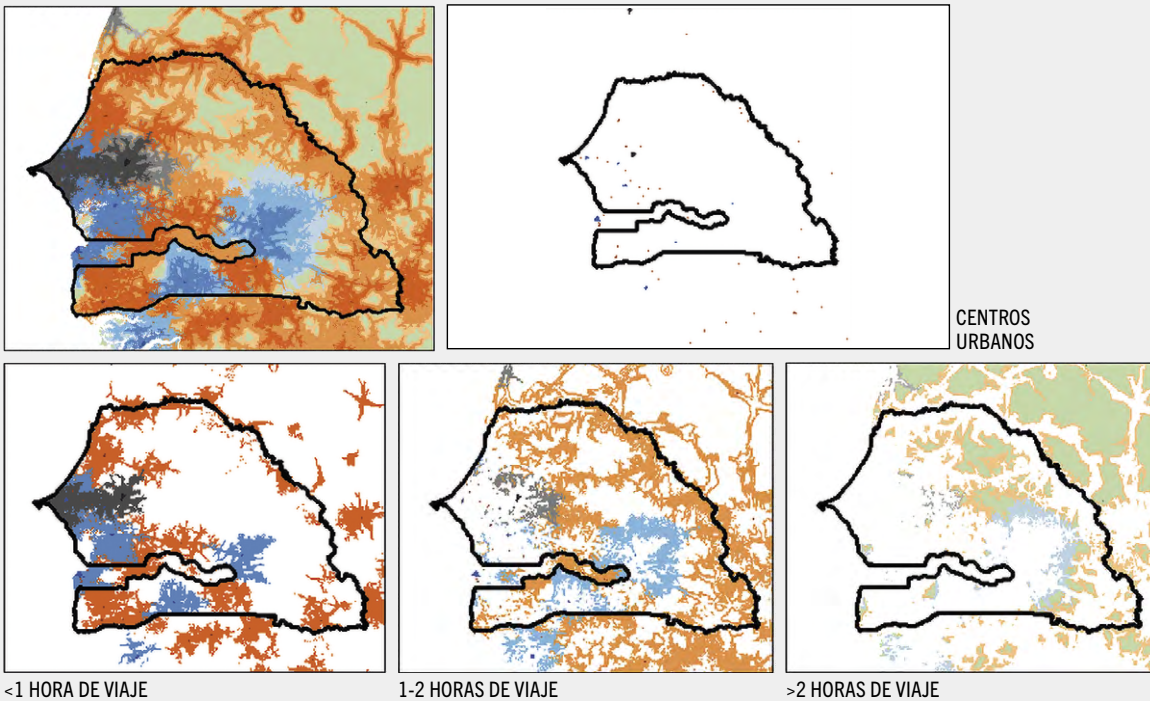 CENTROS
URBANOS
<1 HORA DE VIAJE
1-2 HORAS DE VIAJE
>2 HORAS DE VIAJE